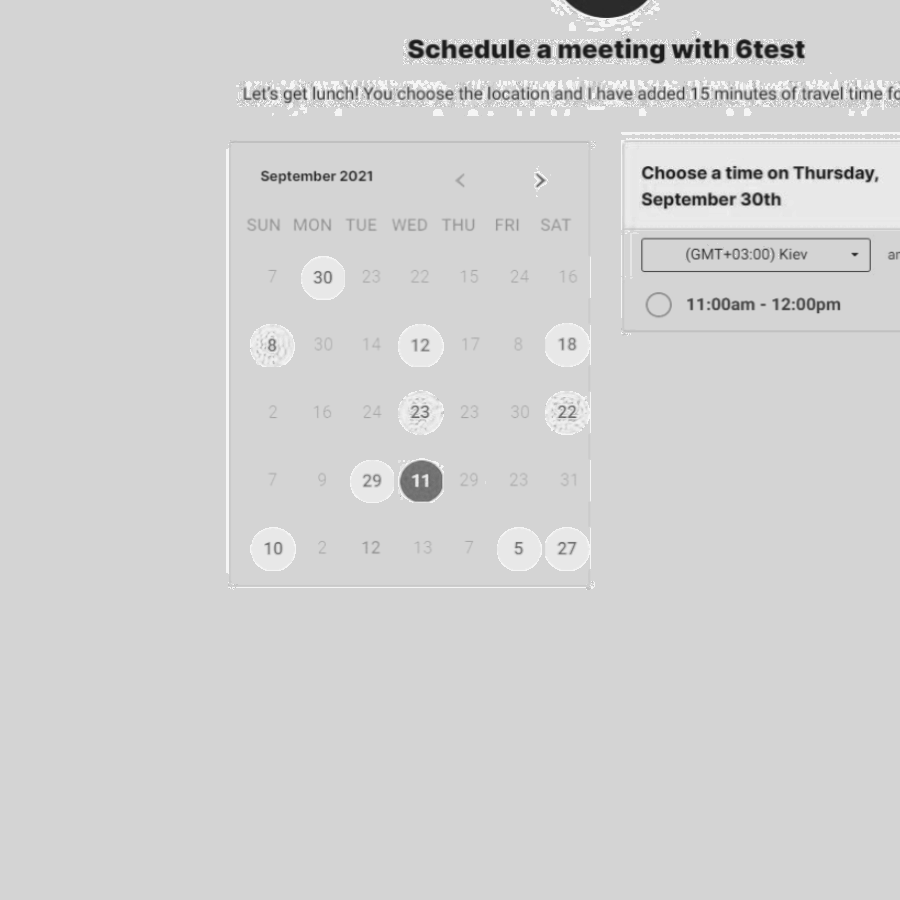 Schedule a meeting with 6test
Let's get lunch! You choose the location and I have added 15 minutes of travel time
September 2021
SUN MON TUE WED THU FRI SAT
7 30 23 22 15 24 16
8 30 14 12 17 8 18
2 16 24 23 23 30 22
7 9 29 11 29 23 31
10 2 12 13 7 5 27
Choose a time on Thursday,
September 30th
(GMT+03:00) Kiev
11:00am - 12:00pm